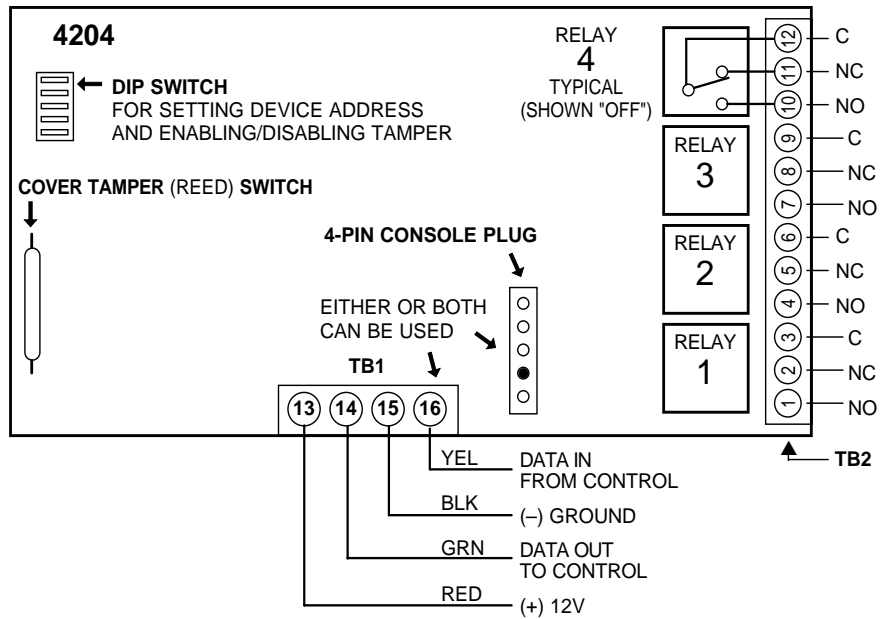 4204
DIP SWITCH
FOR SETTING DEVICE ADDRESS
AND ENABLING/DISABLING TAMPER
COVER TAMPER (REED) SWITCH
4-PIN CONSOLE PLUG
EITHER OR BOTH
CAN BE USED
TB1
13 14 15 16
RELAY
4
TYPICAL
(SHOWN "OFF")
RELAY
3
RELAY
2
RELAY
1
12 C
11 NC
10 NO
9 C
8 NC
7 NO
6 C
5 NC
4 NO
3 C
2 NC
1 NO
TB2
YEL DATA IN
FROM CONTROL
BLK (–) GROUND
GRN DATA OUT
TO CONTROL
RED (+) 12V